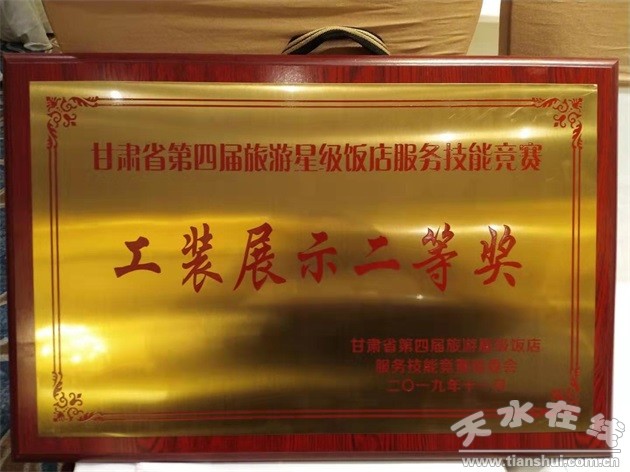 甘肃省第四届旅游星级饭店服务技能竞赛
工装展示二等奖
甘肃省第四届旅游星级饭店
服务技能竞赛组委会
二〇一九年十一月
天水在线
www.tianshui.com.cn